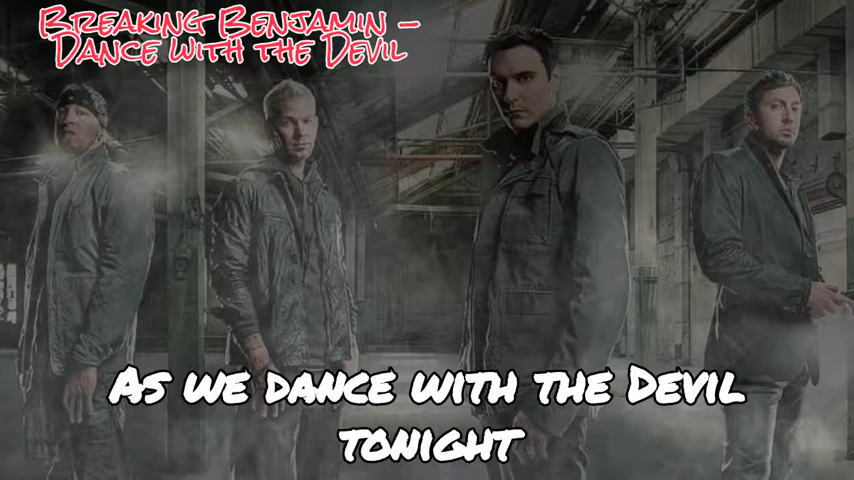 Breaking Benjamin -
Dance with the Devil
As we dance with the Devil
tonight